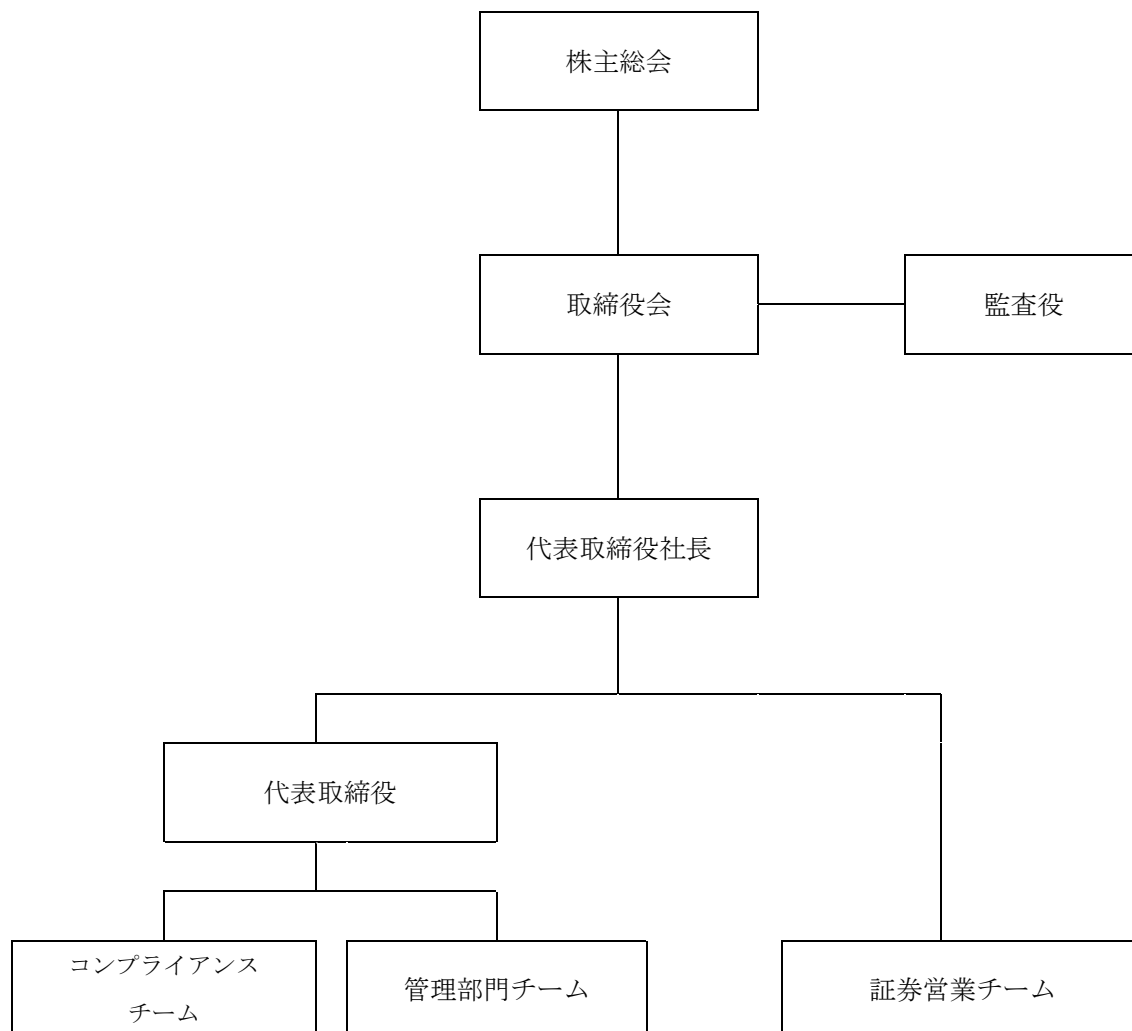 株主総会
取締役会
監査役
代表取締役社長
代表取締役
コンプライアンス
チーム
管理部門チーム
証券営業チーム